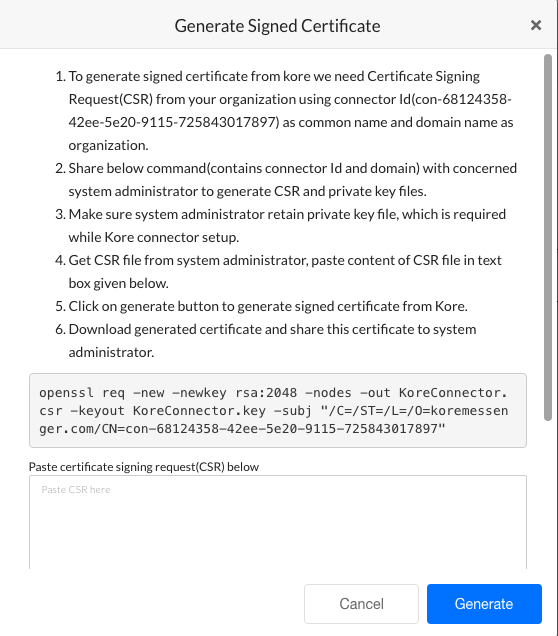 Generate Signed Certificate ×
1. To generate signed certificate from kore we need Certificate Signing
Request(CSR) from your organization using connector Id(con-68124358-
42ee-5e20-9115-725843017897) as common name and domain name as
organization.
2. Share below command(contains connector Id and domain) with concerned
system administrator to generate CSR and private key files.
3. Make sure system administrator retain private key file, which is required
while Kore connector setup.
4. Get CSR file from system administrator, paste content of CSR file in text
box given below.
5. Click on generate button to generate signed certificate from Kore.
6. Download generated certificate and share this certificate to system
administrator.
openssl req -new -newkey rsa:2048 -nodes -out KoreConnector.
csr -keyout KoreConnector.key -subj "/C=/ST=/L=/O=koremessen
ger.com/CN=con-68124358-42ee-5e20-9115-725843017897"
Paste certificate signing request(CSR) below
Paste CSR here
Cancel Generate